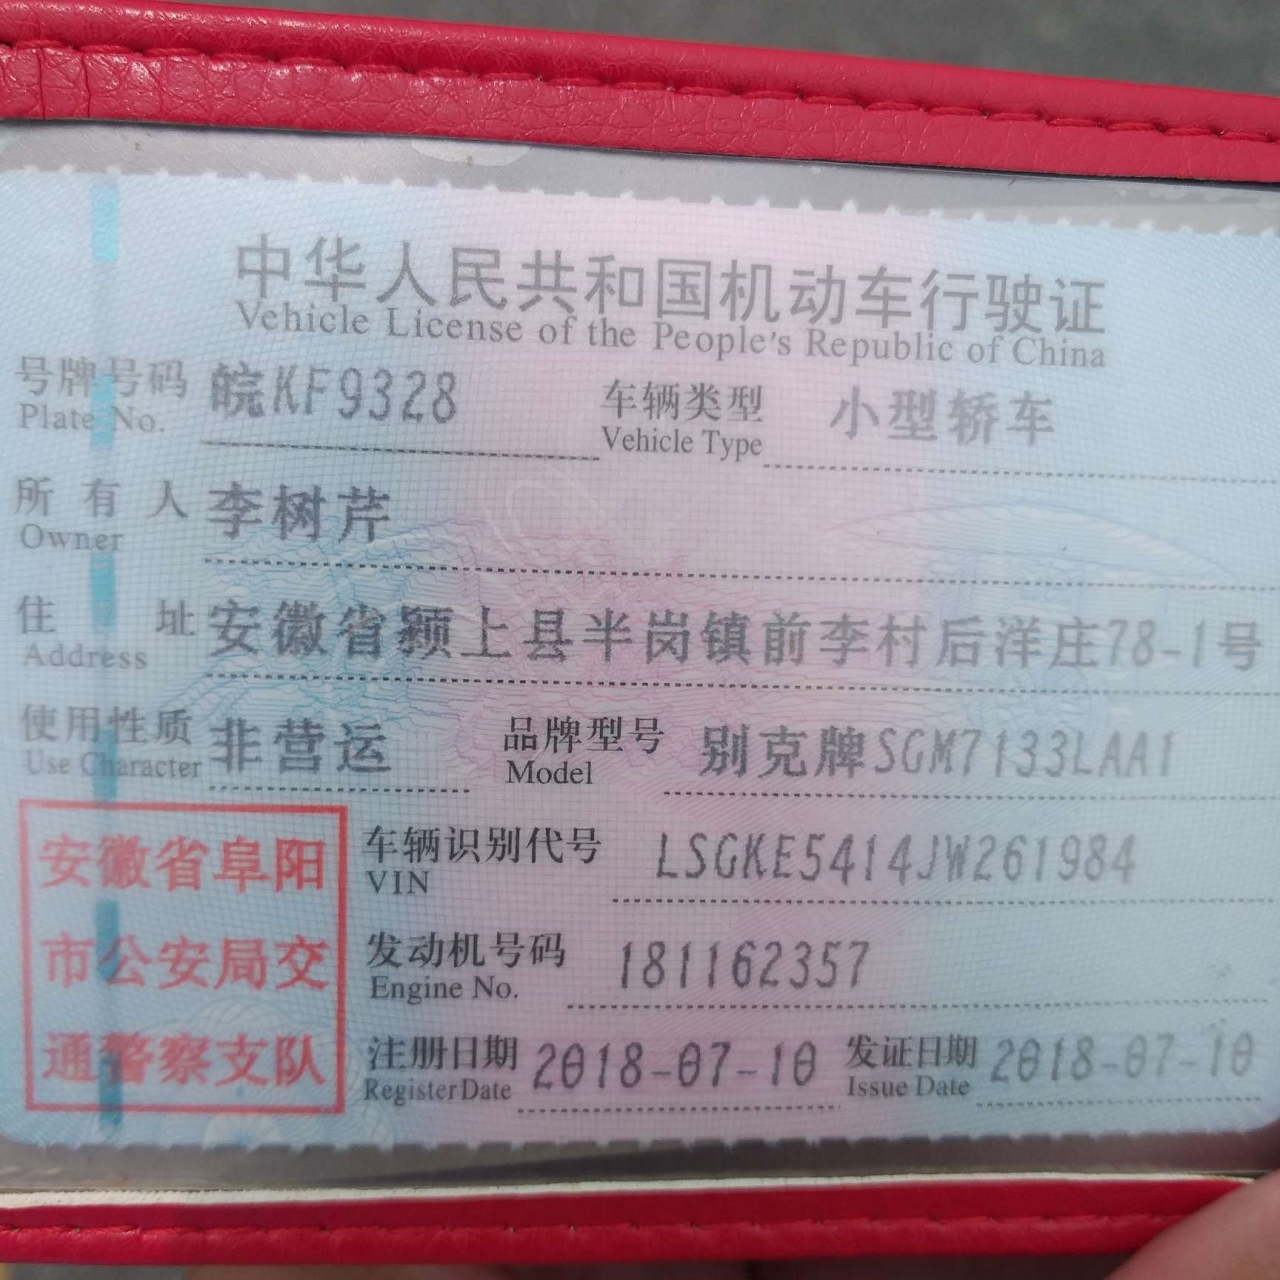 中华人民共和国机动车行驶证
Vehicle License of the People's Republic of China
号牌号码 皖KF9328 车辆类型 小型轿车
Plate No. Vehicle Type
所有人 李树芹
Owner
住址 安徽省颍上县半岗镇前李村后洋庄78-1号
Address
使用性质 非营运 品牌型号 别克牌SGM7133LAA1
Use Character Model
安徽省阜阳
市公安局交
通警察支队
车辆识别代号 LSGKE5414JW261984
VIN
发动机号码 181162357
Engine No.
注册日期 2018-07-10 发证日期 2018-07-10
Register Date Issue Date